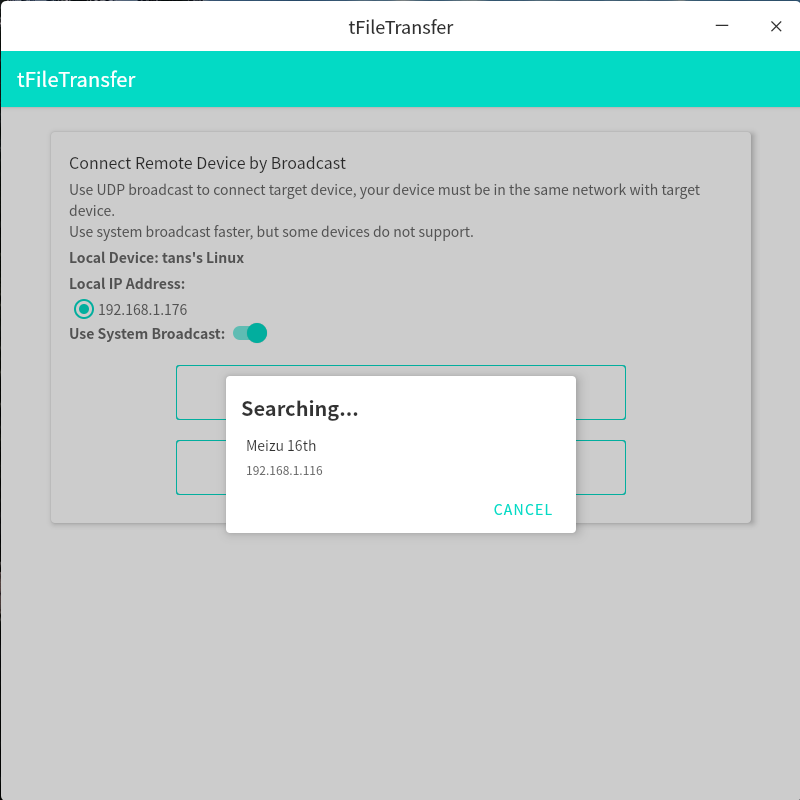 tFileTransfer
tFileTransfer
Connect Remote Device by Broadcast
Use UDP broadcast to connect target device, your device must be in the same network with target
device.
Use system broadcast faster, but some devices do not support.
Local Device: tans's Linux
Local IP Address:
192.168.1.176
Use System Broadcast:
Searching...
Meizu 16th
192.168.1.116
CANCEL